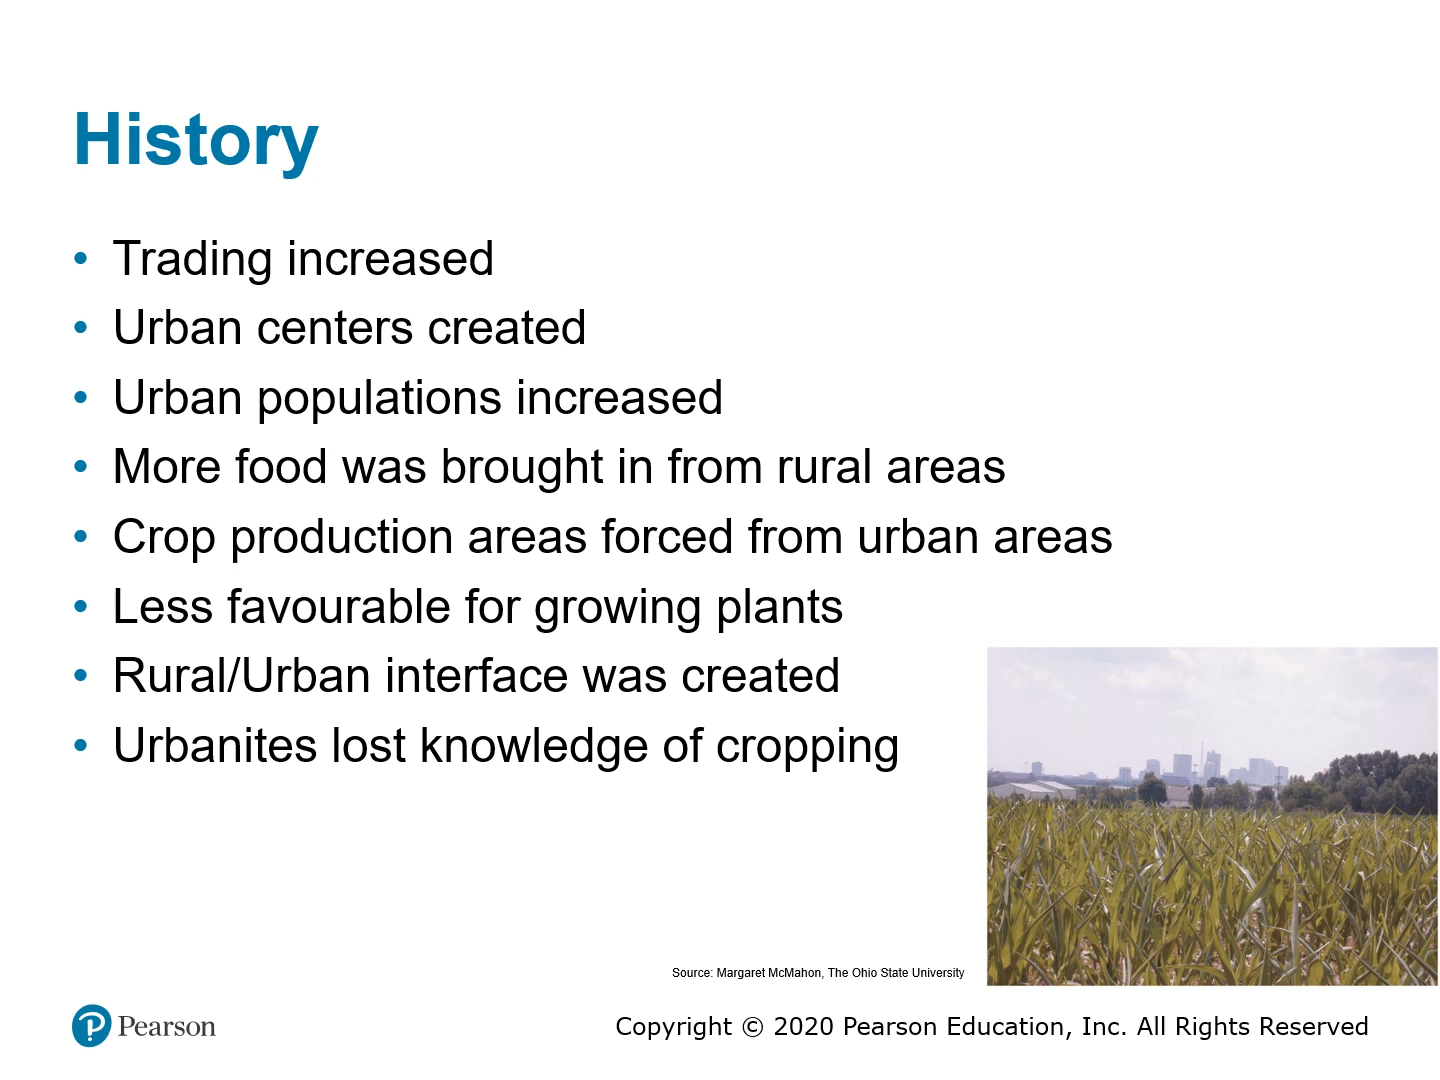 History
• Trading increased
• Urban centers created
• Urban populations increased
• More food was brought in from rural areas
• Crop production areas forced from urban areas
• Less favourable for growing plants
• Rural/Urban interface was created
• Urbanites lost knowledge of cropping
Source: Margaret McMahon, The Ohio State University
Pearson
Copyright © 2020 Pearson Education, Inc. All Rights Reserved